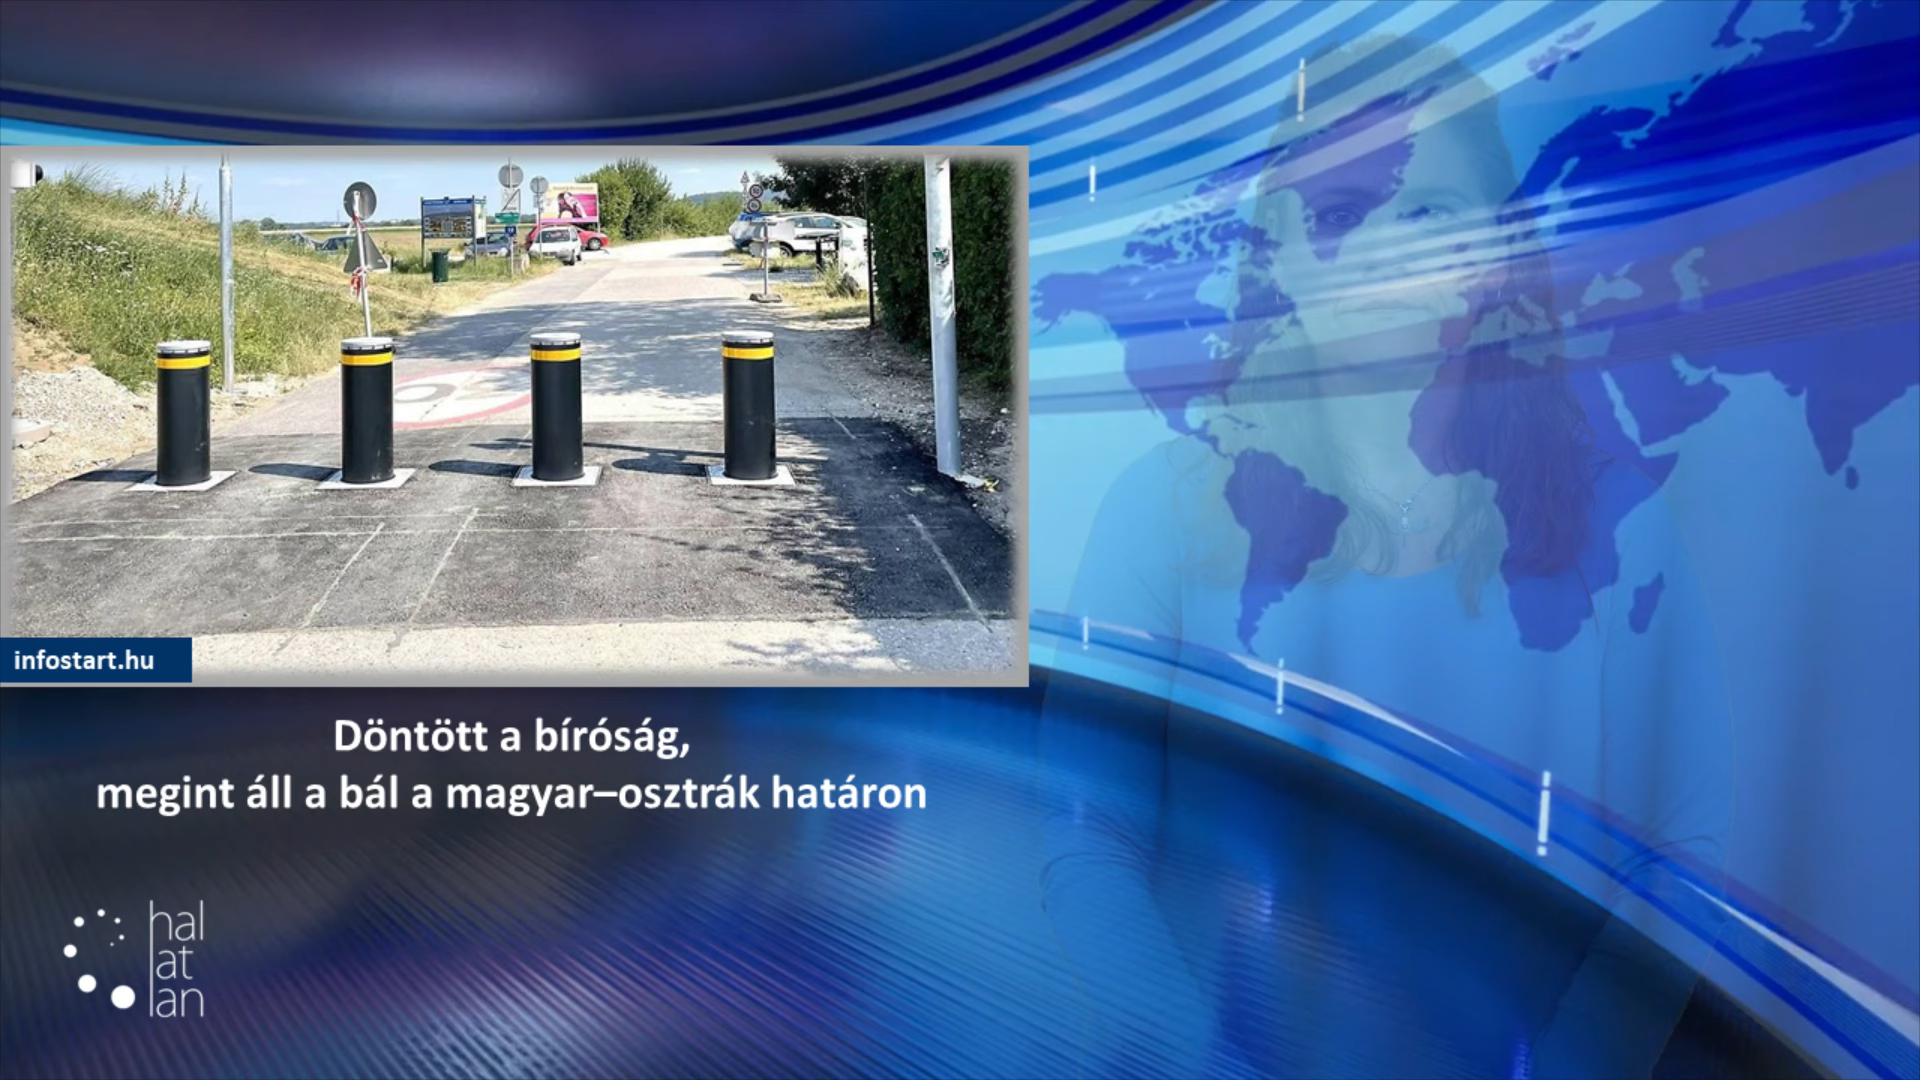 infostart.hu
Döntött a bíróság,
megint áll a bál a magyar–osztrák határon
hal
at
lan